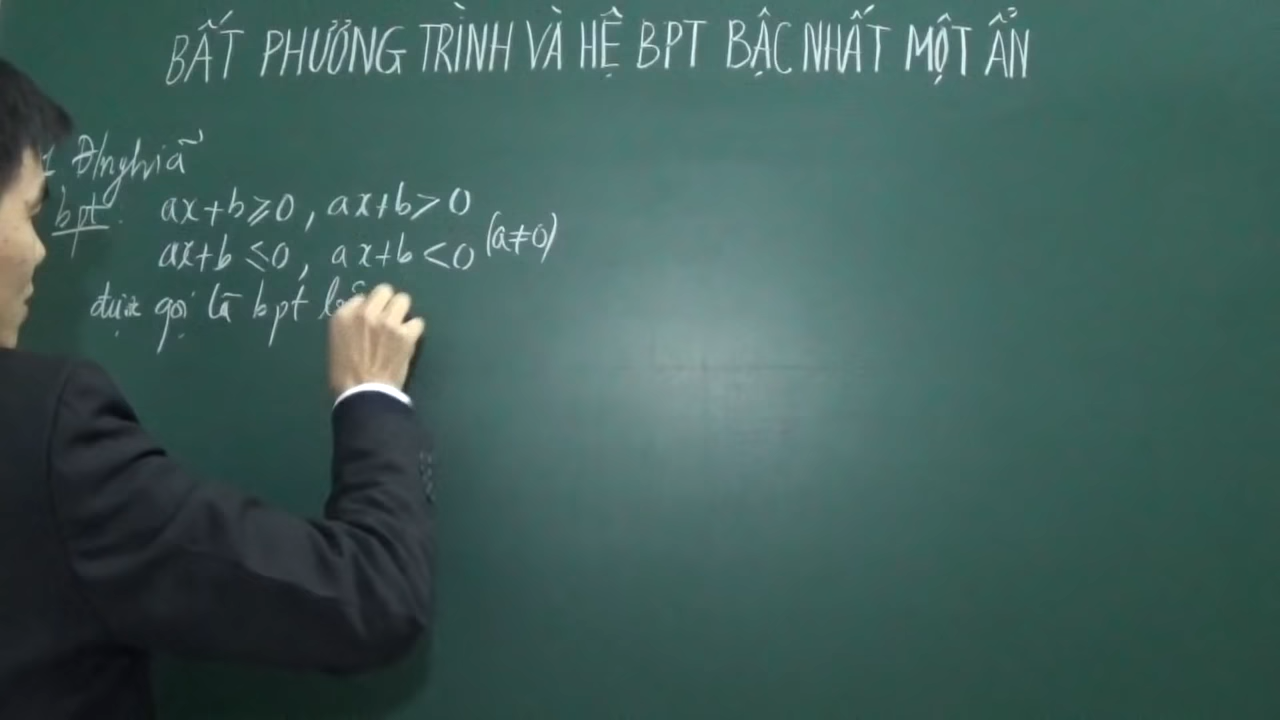 BẤT PHƯƠNG TRÌNH VÀ HỆ BPT BẬC NHẤT MỘT ẨN
1 Đ/nghĩa
bpt: ax+b⩾0, ax+b>0
ax+b ≤0, ax+b <0 (a≠0)
được gọi là bpt